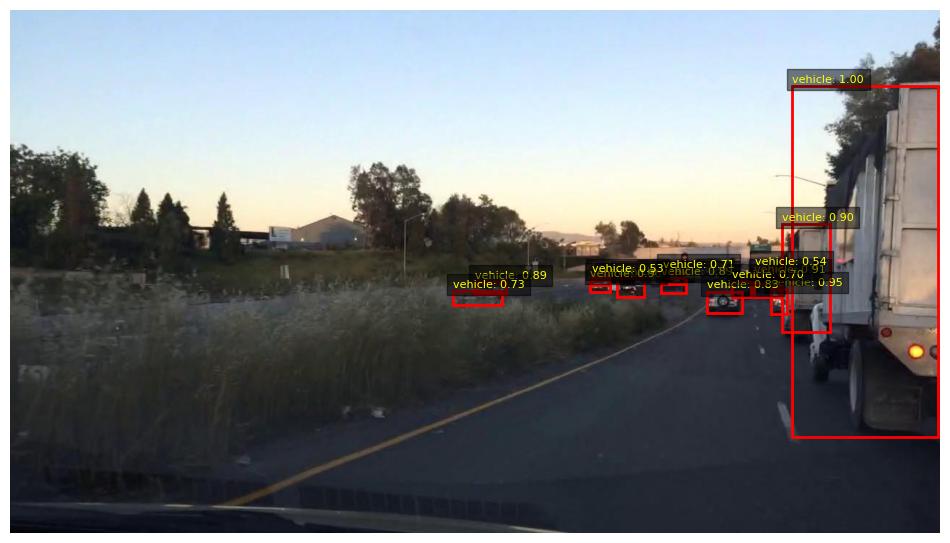 vehicle: 1.00
vehicle: 0.90
vehicle: 0.54
vehicle: 0.71
vehicle: 0.53
vehicle: 0.89
vehicle: 0.70
vehicle: 0.73
vehicle: 0.83
0.95